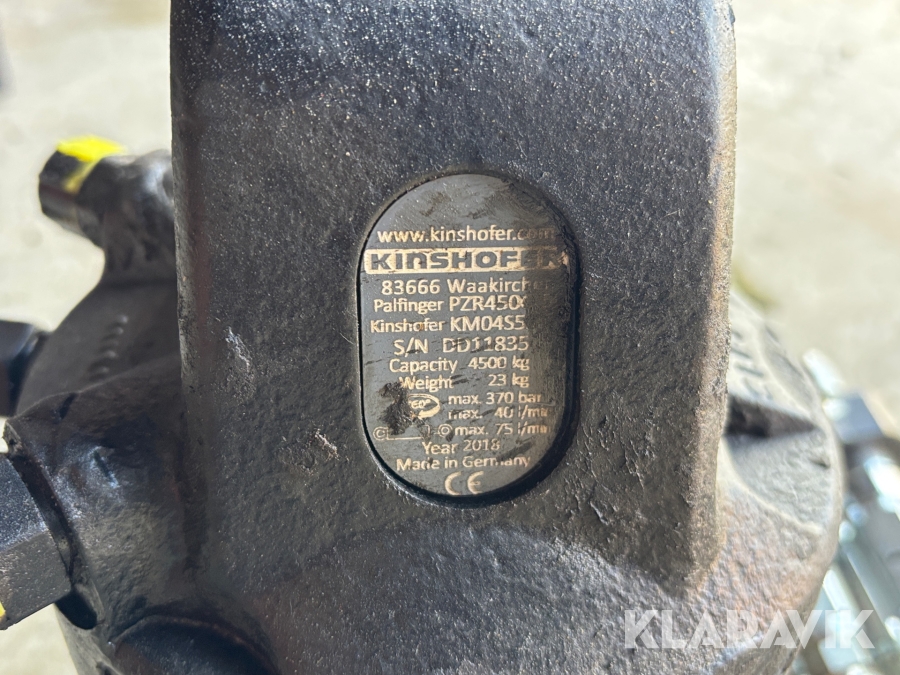 www.kinshofer.com
KINSHOFER
83666 Waakirchen
Palfinger PZR450
Kinshofer KM04S5
S/N DD11835
Capacity 4500 kg
Weight 23 kg
max. 370 bar
max. 40 l/min
max. 75 l/min
Year 2018
Made in Germany
CE
KLARAVIK